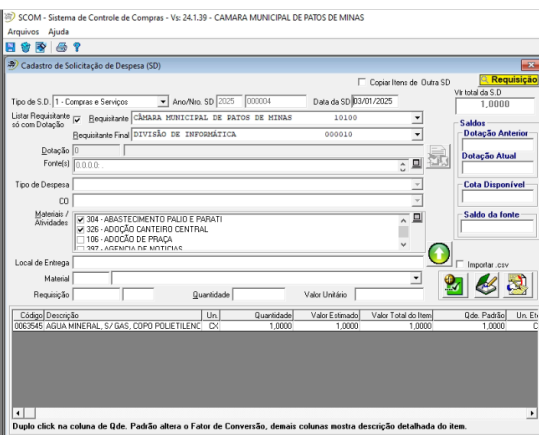 SCOM - Sistema de Controle de Compras - Vs: 24.1.39 - CAMARA MUNICIPAL DE PATOS DE MINAS
Arquivos Ajuda
Cadastro de Solicitação de Despesa (SD)
Copiar Itens de Outra SD
Requisição
Tipo de S.D. 1 - Compras e Serviços Ano/Nro. SD 2025 000004 Data da SD 03/01/2025
Vlr total da S.D
1,0000
Listar Requisitante só com Dotação
Requisitante CÂMARA MUNICIPAL DE PATOS DE MINAS 10100
Requisitante Final DIVISÃO DE INFORMÁTICA 000010
Saldos
Dotação Anterior
Dotação 0
Dotação Atual
Fonte(s) 0.0.0.0: .
Tipo de Despesa
Cota Disponível
CO
Materiais / Atividades
304 - ABASTECIMENTO PALIO E PARATI
326 - ADOÇÃO CANTEIRO CENTRAL
106 - ADOCÃO DE PRAÇA
397 - AGENCIA DE NOTICIAS
Saldo da fonte
Local de Entrega
Importar .csv
Material
Requisição Quantidade Valor Unitário
Código Descrição Un. Quantidade Valor Estimado Valor Total do Item Qde. Padrão Un. Et
0063545 AGUA MINERAL, S/ GAS, COPO POLIETILENC CX 1,0000 1,0000 1,0000 1,0000 C
Duplo click na coluna de Qde. Padrão altera o Fator de Conversão, demais colunas mostra descrição detalhada do item.